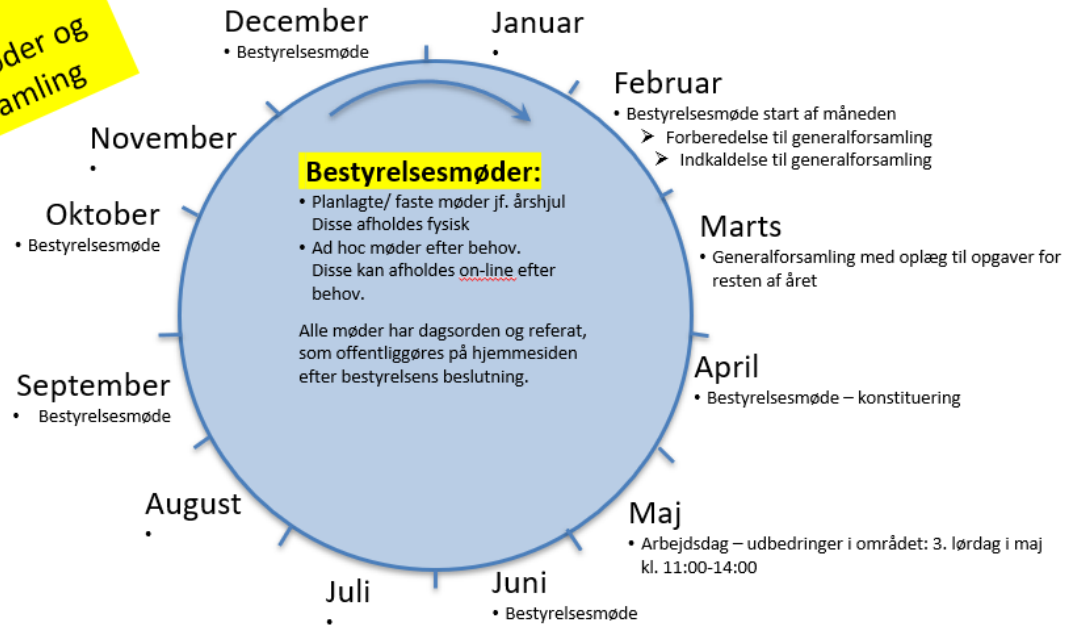 øder og
amling
December
• Bestyrelsesmøde
Januar
•
Februar
• Bestyrelsesmøde start af måneden
➢ Forberedelse til generalforsamling
➢ Indkaldelse til generalforsamling
Marts
• Generalforsamling med oplæg til opgaver for
resten af året
April
• Bestyrelsesmøde – konstituering
Maj
• Arbejdsdag – udbedringer i området: 3. lørdag i maj
kl. 11:00-14:00
Juni
• Bestyrelsesmøde
Juli
•
August
•
September
• Bestyrelsesmøde
Oktober
• Bestyrelsesmøde
November
•
Bestyrelsesmøder:
• Planlagte/ faste møder jf. årshjul
Disse afholdes fysisk
• Ad hoc møder efter behov.
Disse kan afholdes on-line efter
behov.
Alle møder har dagsorden og referat,
som offentliggøres på hjemmesiden
efter bestyrelsens beslutning.